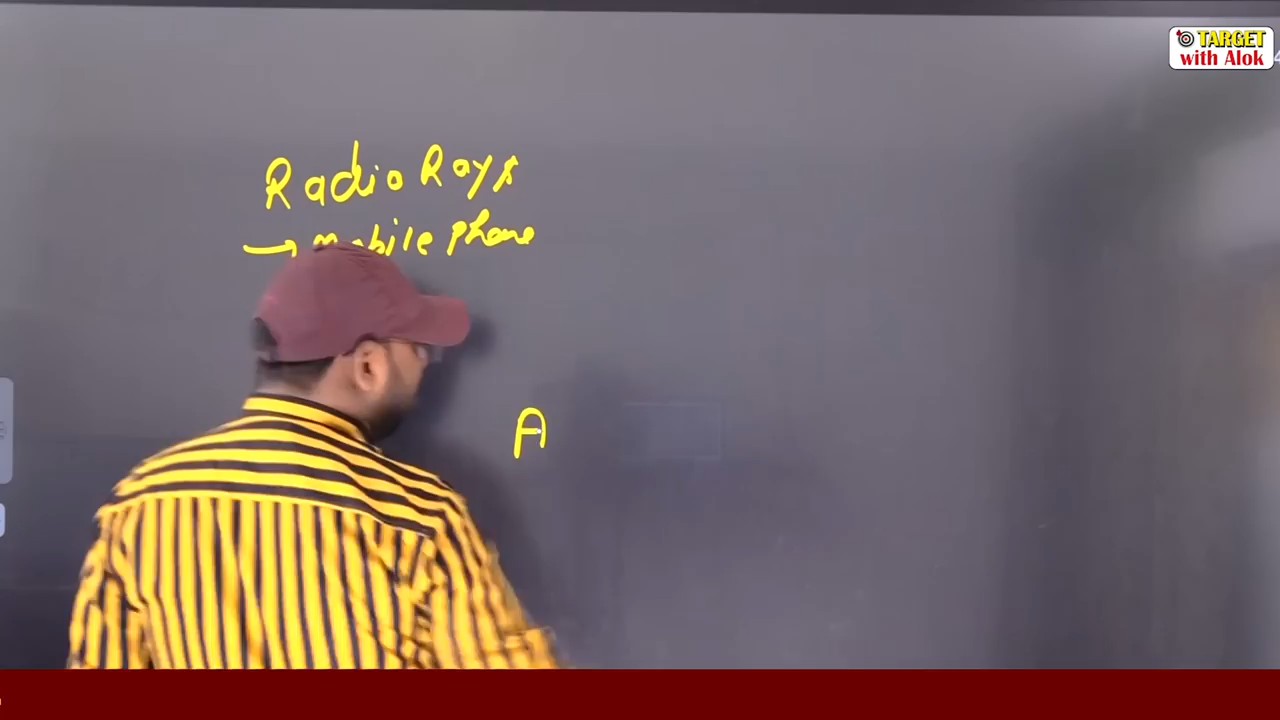 TARGET
with Alok
Radio Rays
→ mobile phone
A